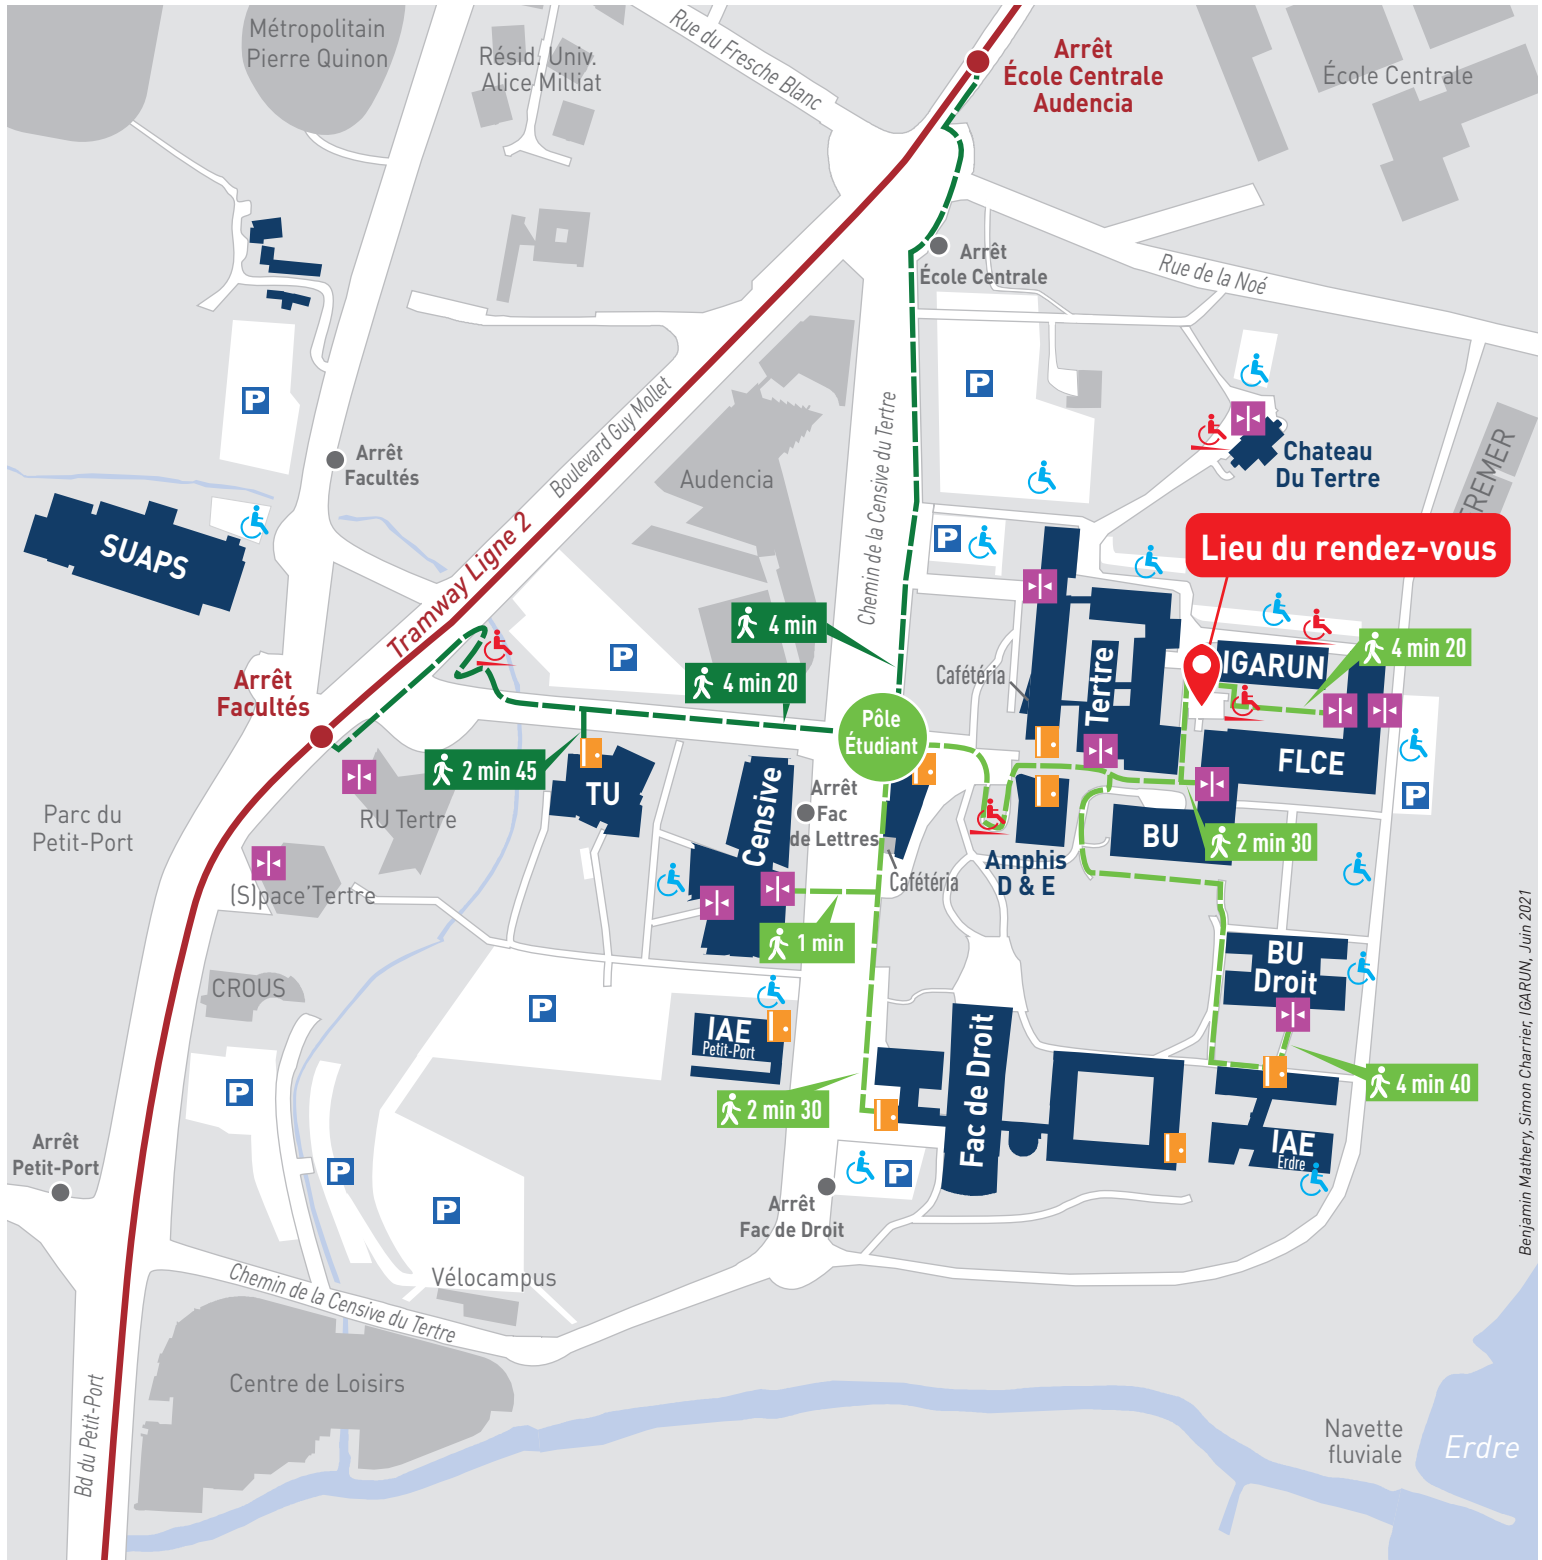 Métropolitain
Pierre Quinon
Résid. Univ.
Alice Milliat
Rue du Fresche Blanc
Arrêt
École Centrale
Audencia
École Centrale
Arrêt
École Centrale
Rue de la Noé
P
P
Arrêt
Facultés
Boulevard Guy Mollet
Audencia
Chemin de la Censive du Tertre
Chateau
Du Tertre
SUAPS
Tramway Ligne 2
P
Lieu du rendez-vous
4 min
P
4 min 20
Cafétéria
Tertre
IGARUN
4 min 20
Arrêt
Facultés
Pôle
Étudiant
2 min 45
TU
Censive
Arrêt
Fac
de Lettres
FLCE
P
Parc du
Petit-Port
RU Tertre
BU
2 min 30
Amphis
D & E
Cafétéria
(S)pace'Tertre
1 min
BU
Droit
CROUS
P
IAE
Petit-Port
Fac de Droit
P
2 min 30
4 min 40
Arrêt
Petit-Port
P
P
P
IAE
Erdre
Arrêt
Fac de Droit
Vélocampus
Chemin de la Censive du Tertre
Centre de Loisirs
Bd du Petit-Port
Navette
fluviale
Erdre
Benjamin Mathery, Simon Charrier, IGARUN, Juin 2021